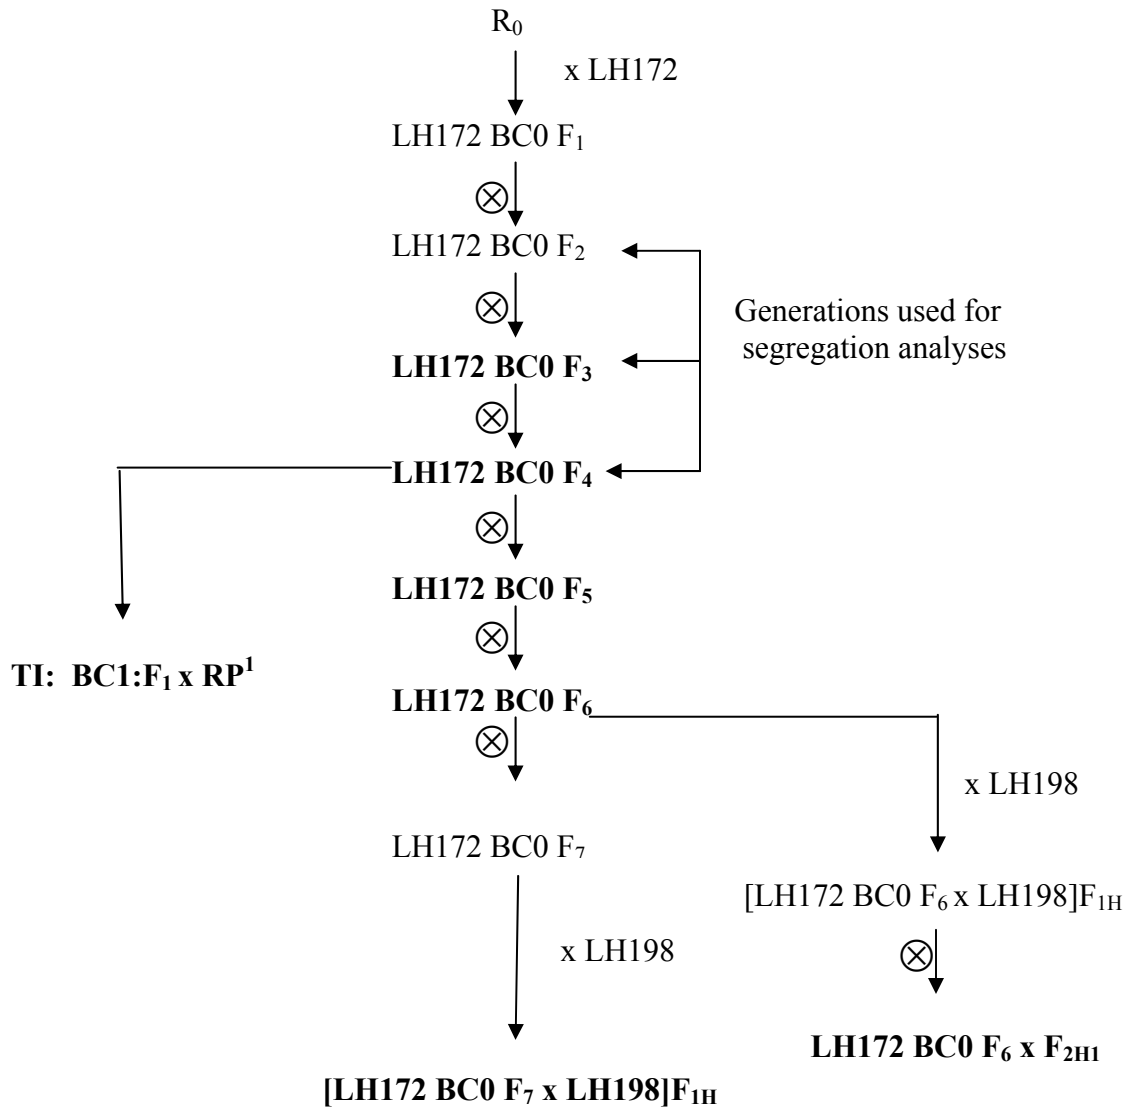 R₀
x LH172
LH172 BC0 F₁
LH172 BC0 F₂
Generations used for
segregation analyses
LH172 BC0 F₃
LH172 BC0 F₄
LH172 BC0 F₅
TI: BC1:F₁ x RP¹
LH172 BC0 F₆
x LH198
LH172 BC0 F₇
[LH172 BC0 F₆ x LH198]F₁H
x LH198
LH172 BC0 F₆ x F₂H₁
[LH172 BC0 F₇ x LH198]F₁H